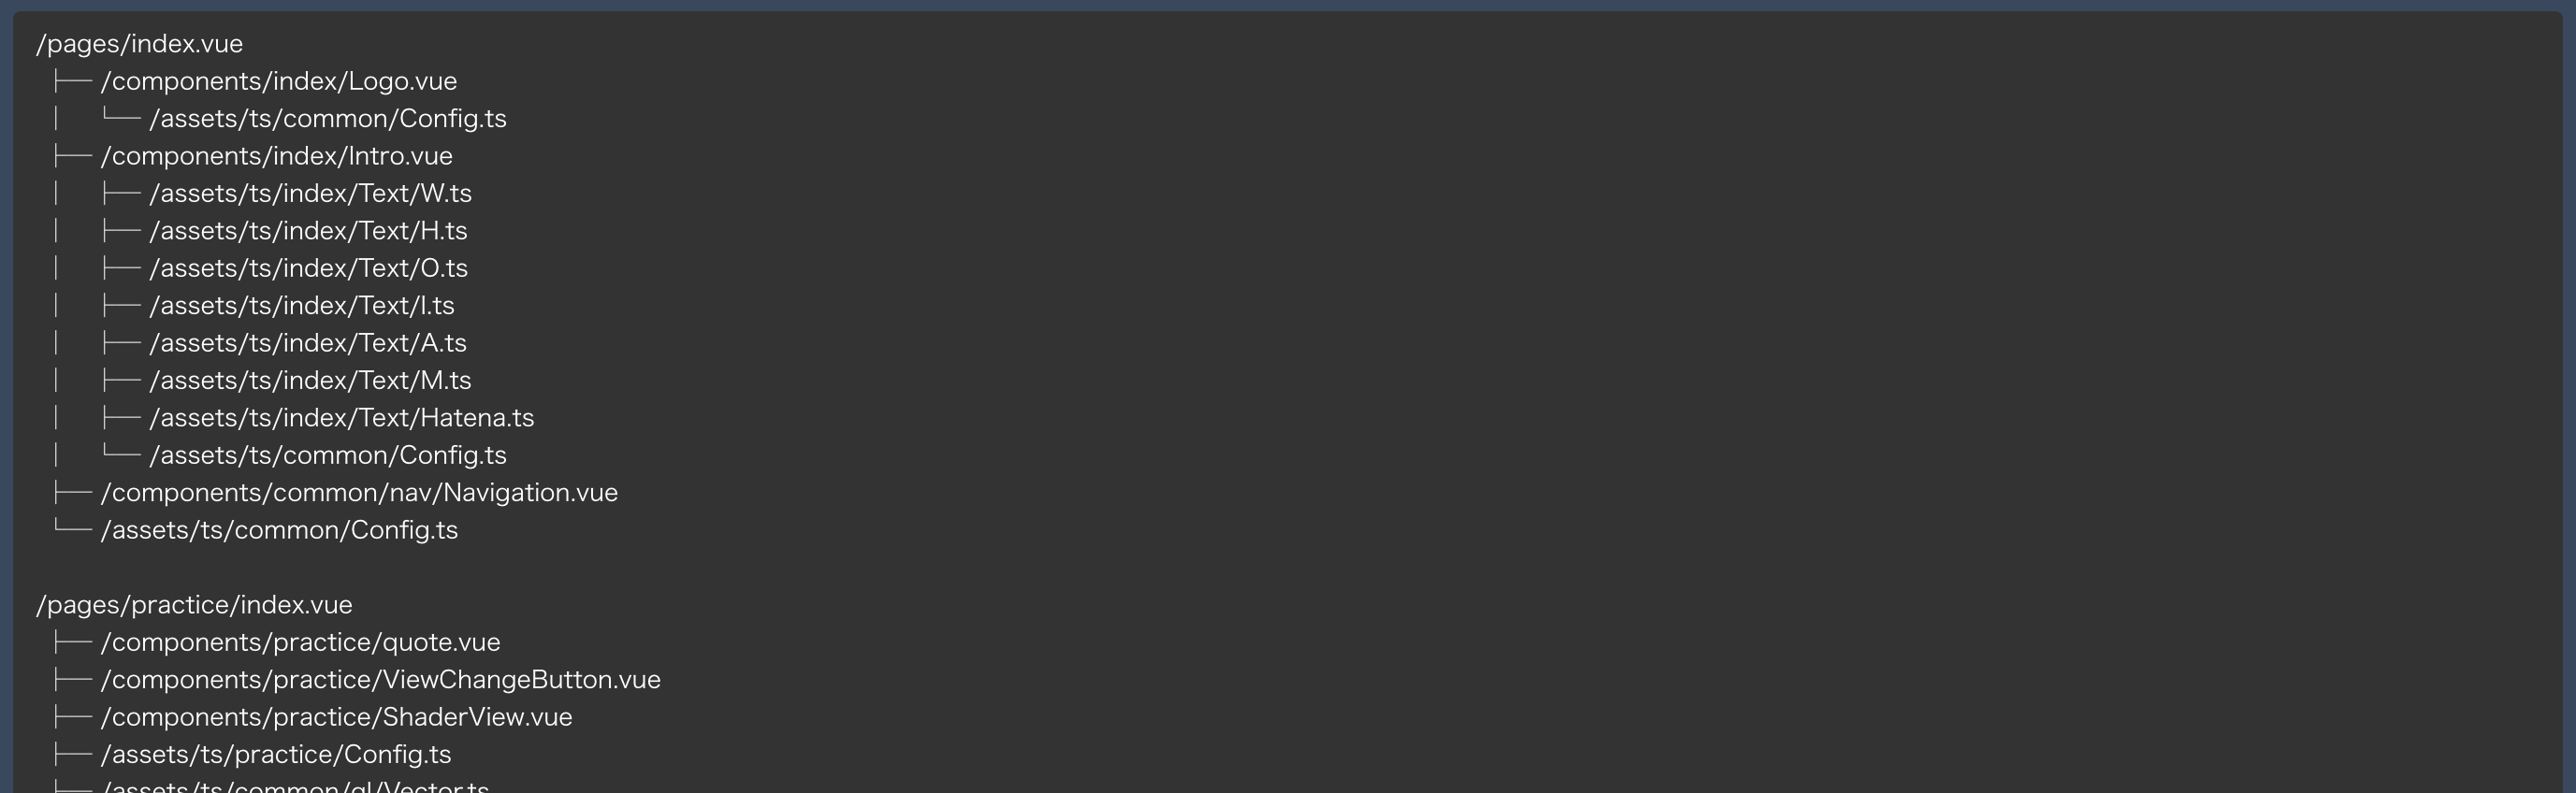 /pages/index.vue
├── /components/index/Logo.vue
│   └── /assets/ts/common/Config.ts
├── /components/index/Intro.vue
│   ├── /assets/ts/index/Text/W.ts
│   ├── /assets/ts/index/Text/H.ts
│   ├── /assets/ts/index/Text/O.ts
│   ├── /assets/ts/index/Text/I.ts
│   ├── /assets/ts/index/Text/A.ts
│   ├── /assets/ts/index/Text/M.ts
│   ├── /assets/ts/index/Text/Hatena.ts
│   └── /assets/ts/common/Config.ts
├── /components/common/nav/Navigation.vue
└── /assets/ts/common/Config.ts

/pages/practice/index.vue
├── /components/practice/quote.vue
├── /components/practice/ViewChangeButton.vue
├── /components/practice/ShaderView.vue
├── /assets/ts/practice/Config.ts
├── /assets/ts/common/gl/Vector.ts